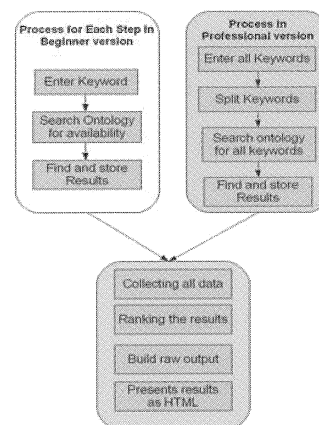 Process for Each Step in
Beginner version
Enter Keyword
Search Ontology
for availability
Find and store
Results
Process in
Professional version
Enter all Keywords
Split Keywords
Search ontology
for all keywords
Find and store
Results
Collecting all data
Ranking the results
Build raw output
Presents results
as HTML